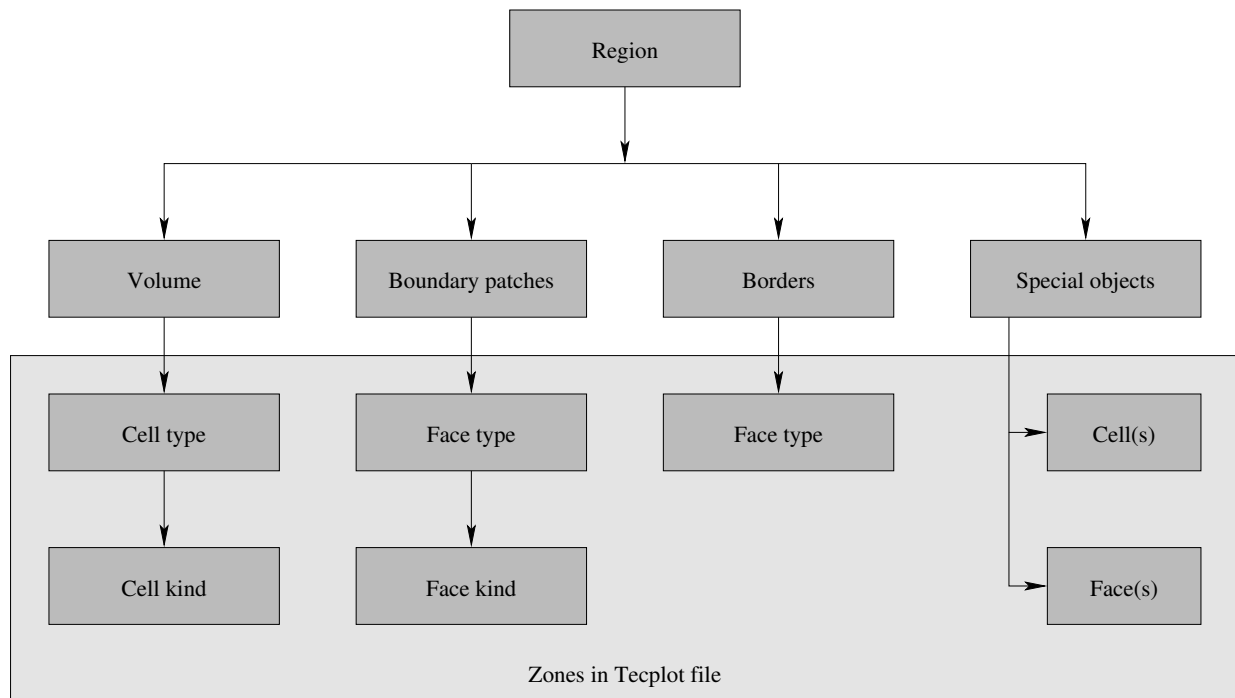 Region
Volume
Boundary patches
Borders
Special objects
Cell type
Face type
Face type
Cell(s)
Cell kind
Face kind
Face(s)
Zones in Tecplot file